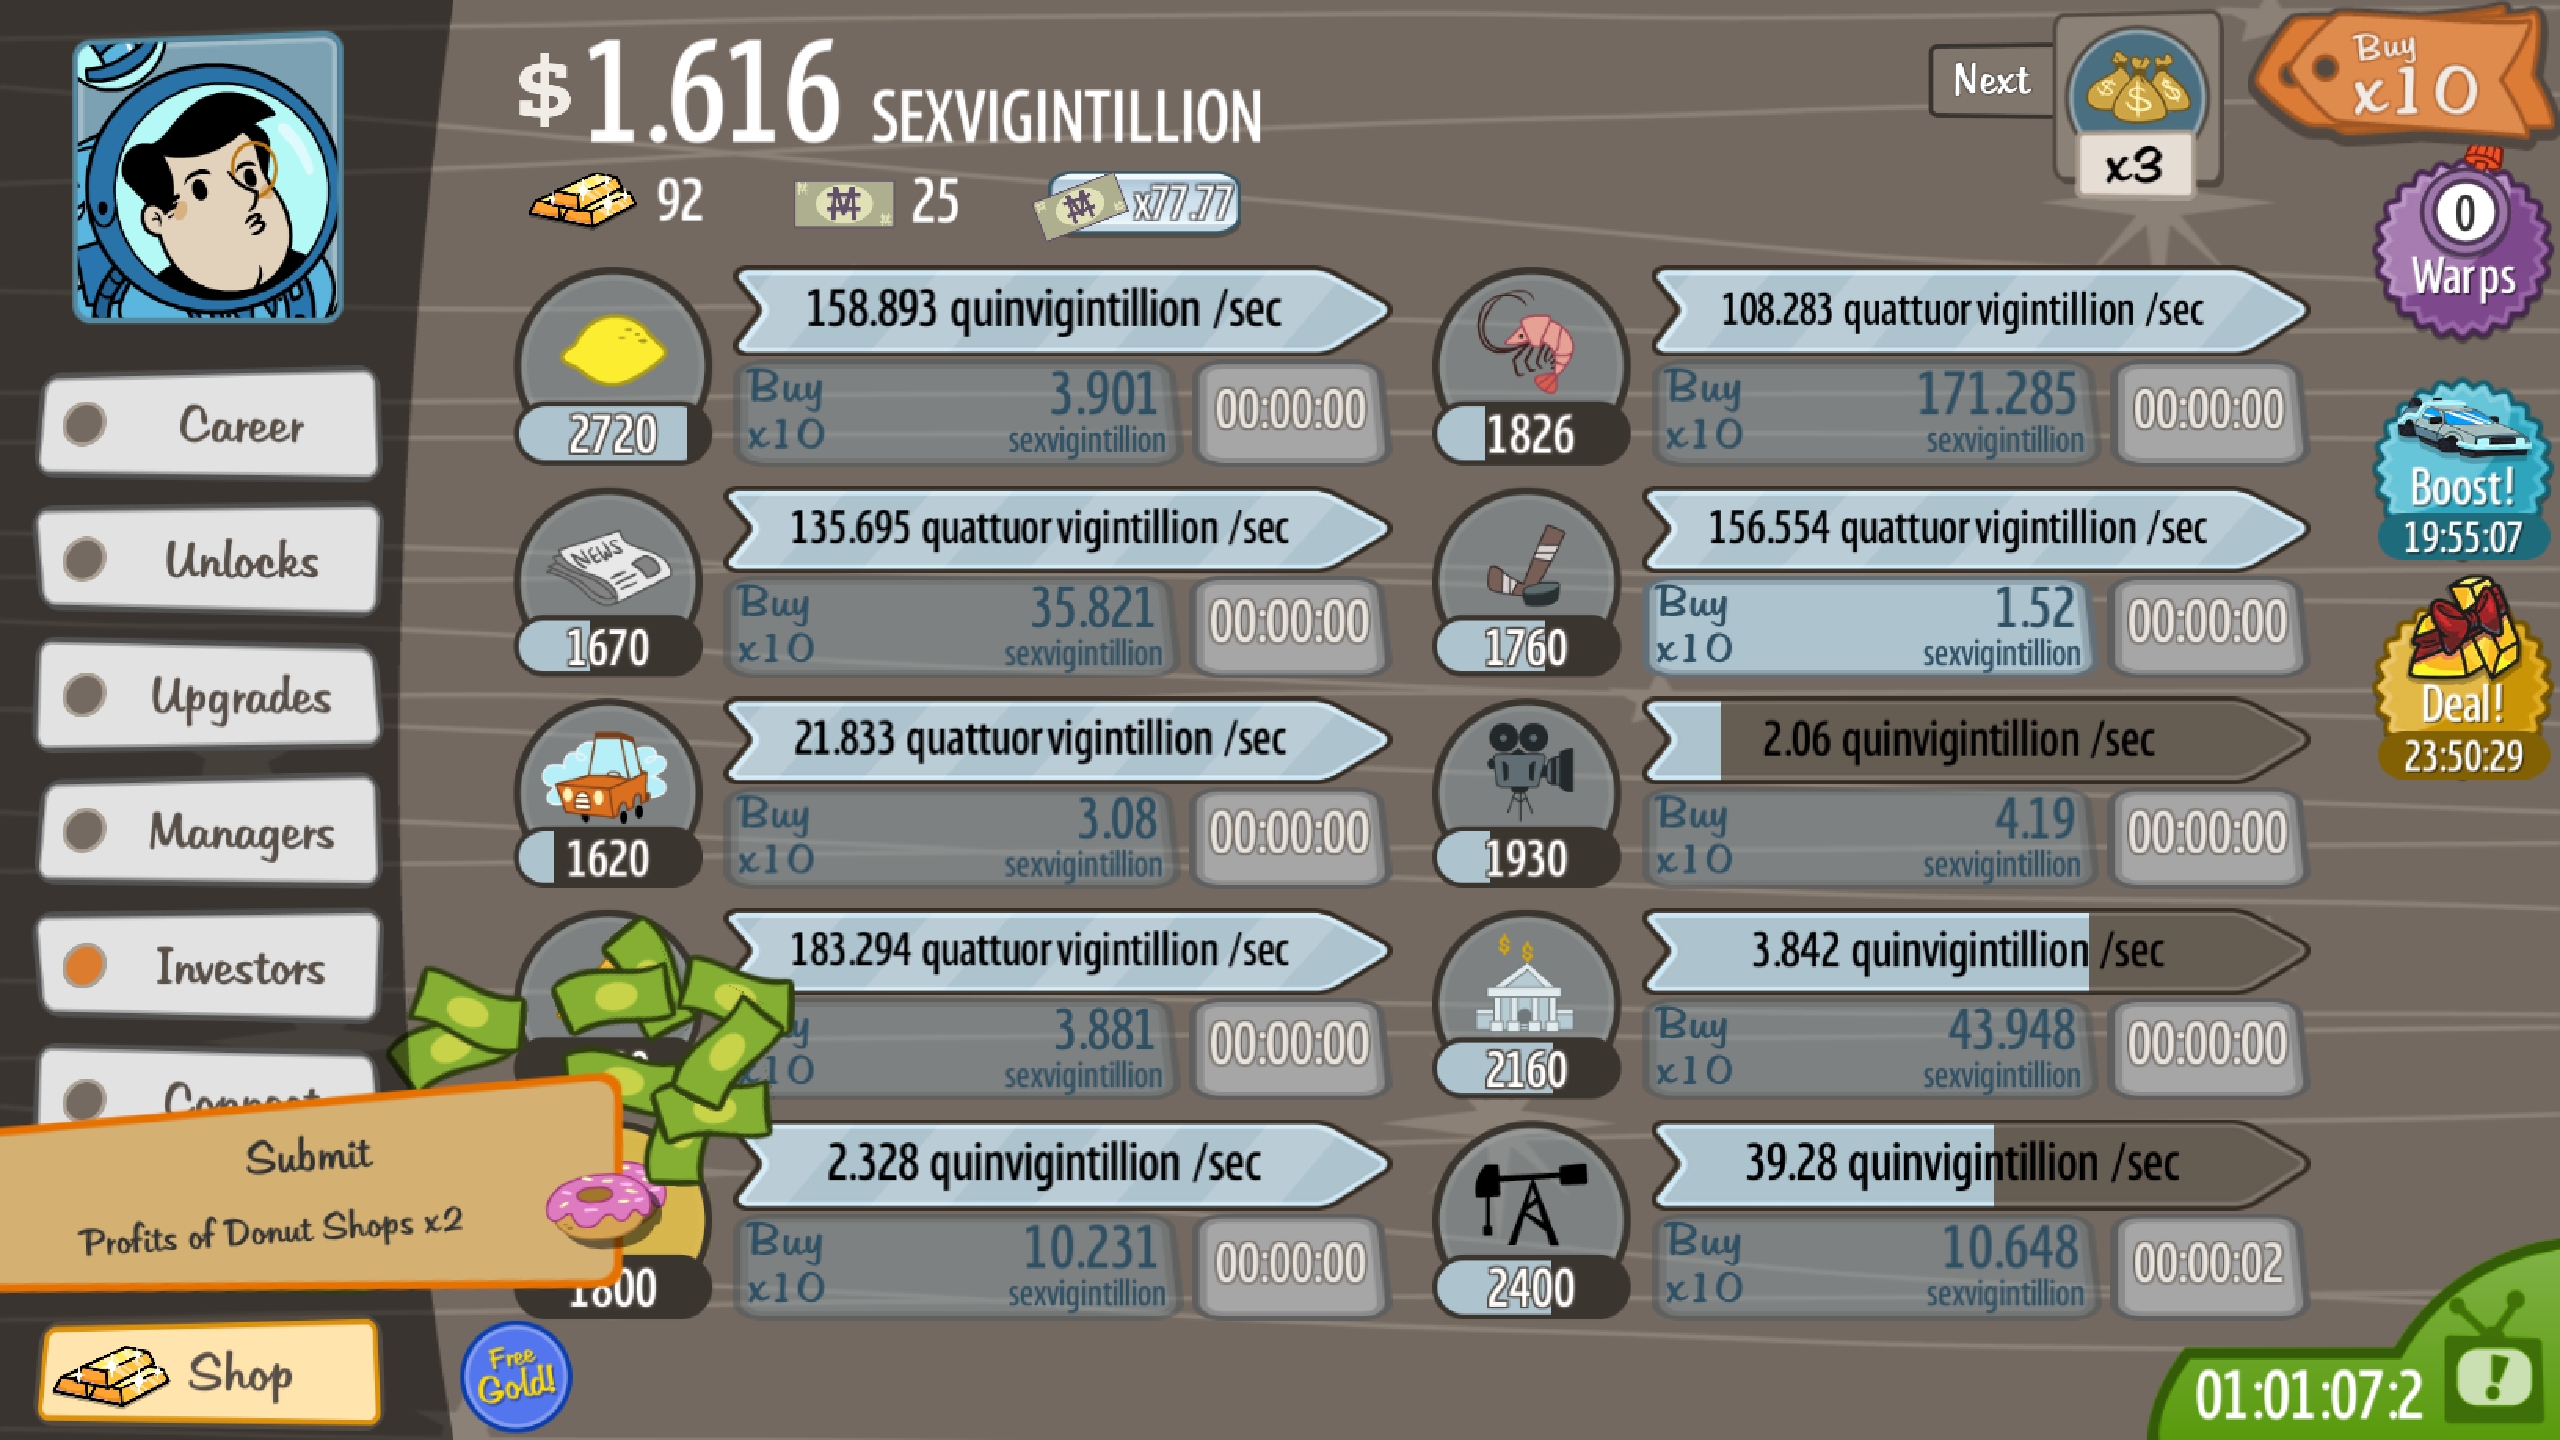 $1.616 SEXVIGINTILLION
92
25
x77.77
Next
x3
Buy
x10
0
Warps
Boost!
19:55:07
Deal!
23:50:29
Career
Unlocks
Upgrades
Managers
Investors
Submit
Profits of Donut Shops x2
Shop
Free
Gold!
158.893 quinvigintillion /sec
2720
Buy
x10
3.901
sexvigintillion
00:00:00
NEWS
135.695 quattuorvigintillion /sec
1670
Buy
x10
35.821
sexvigintillion
00:00:00
21.833 quattuorvigintillion /sec
1620
Buy
x10
3.08
sexvigintillion
00:00:00
183.294 quattuorvigintillion /sec
3.881
sexvigintillion
00:00:00
2.328 quinvigintillion /sec
1800
Buy
x10
10.231
sexvigintillion
00:00:00
108.283 quattuorvigintillion /sec
1826
Buy
x10
171.285
sexvigintillion
00:00:00
156.554 quattuorvigintillion /sec
1760
Buy
x10
1.52
sexvigintillion
00:00:00
2.06 quinvigintillion /sec
1930
Buy
x10
4.19
sexvigintillion
00:00:00
3.842 quinvigintillion /sec
2160
Buy
x10
43.948
sexvigintillion
00:00:00
39.28 quinvigintillion /sec
2400
Buy
x10
10.648
sexvigintillion
00:00:02
01:01:07:2